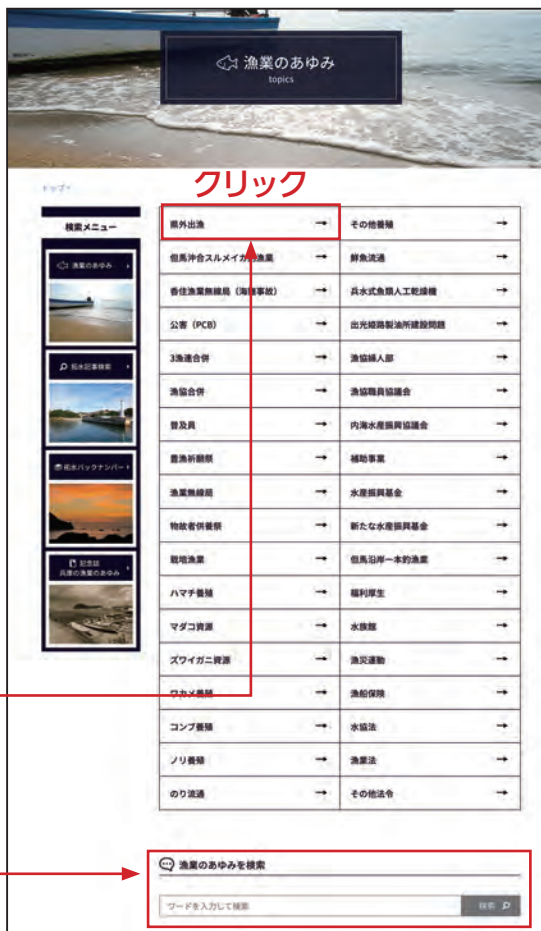 漁業のあゆみ
topics
トップ>
クリック
検索メニュー
漁業のあゆみ
拓水記事検索
拓水バックナンバー
記念誌
兵庫の漁業のあゆみ
県外出漁 → その他養殖 →
但馬沖合スルメイカ釣漁業 → 鮮魚流通 →
香住漁業無線局(海難事故) → 兵水式魚類人工乾燥機 →
公害(PCB) → 出光姫路製油所建設問題 →
3漁連合併 → 漁協婦人部 →
漁協合併 → 漁協職員協議会 →
普及員 → 内海水産振興協議会 →
豊漁祈願祭 → 補助事業 →
漁業無線局 → 水産振興基金 →
物故者供養祭 → 新たな水産振興基金 →
栽培漁業 → 但馬沿岸一本釣漁業 →
ハマチ養殖 → 福利厚生 →
マダコ資源 → 水族館 →
ズワイガニ資源 → 漁災運動 →
ワカメ養殖 → 漁船保険 →
コンブ養殖 → 水協法 →
ノリ養殖 → 漁業法 →
のり流通 → その他法令 →
漁業のあゆみを検索
ワードを入力して検索
検索